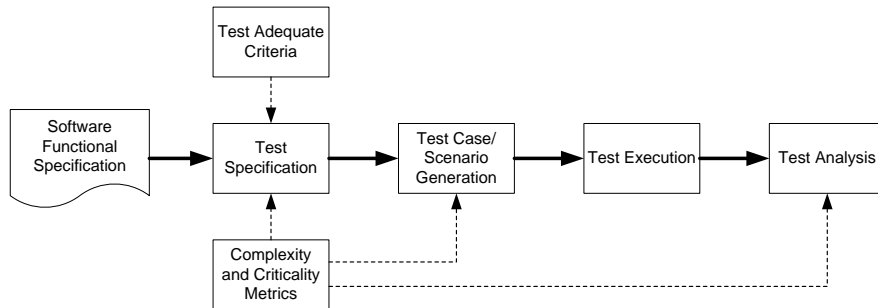 Test Adequate
Criteria
Software
Functional
Specification
Test
Specification
Test Case/
Scenario
Generation
Test Execution
Test Analysis
Complexity
and Criticality
Metrics